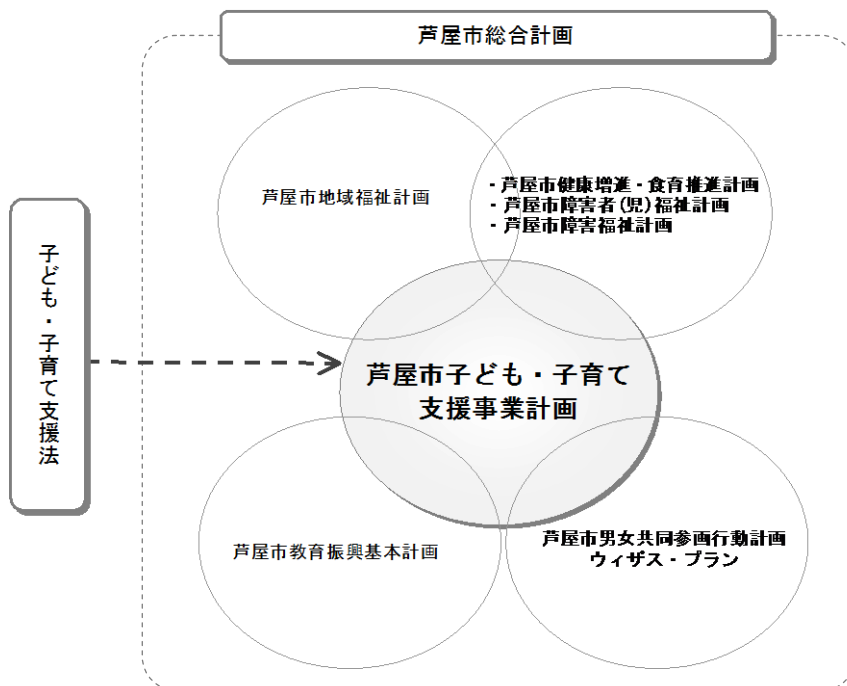 芦屋市総合計画
芦屋市地域福祉計画
・芦屋市健康増進・食育推進計画
・芦屋市障害者(児)福祉計画
・芦屋市障害福祉計画
子ども・子育て支援法
芦屋市子ども・子育て
支援事業計画
芦屋市教育振興基本計画
芦屋市男女共同参画行動計画
ウィザス・プラン